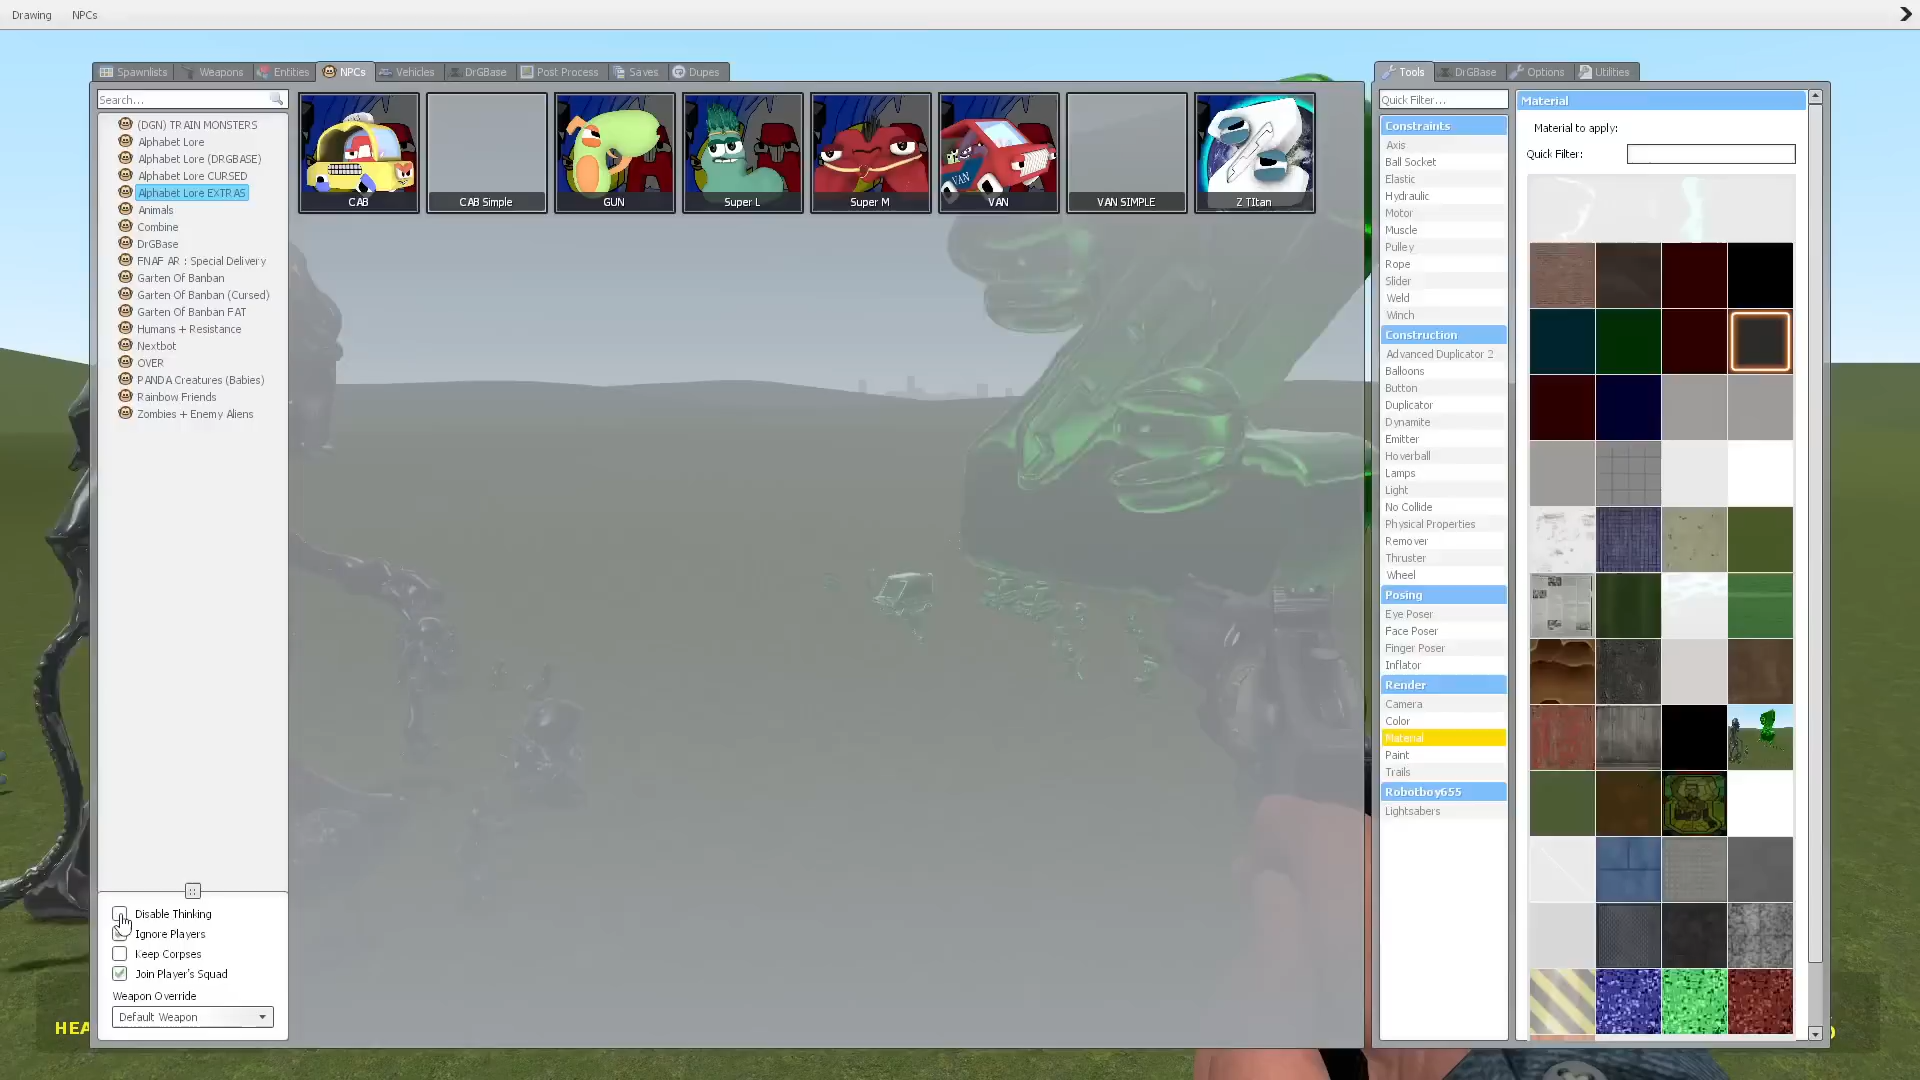 Drawing NPCs
Spawnlists Weapons Entities NPCs Vehicles DrGBase Post Process Saves Dupes
Search...
(DGN) TRAIN MONSTERS
Alphabet Lore
Alphabet Lore (DRGBASE)
Alphabet Lore CURSED
Alphabet Lore EXTRAS
Animals
Combine
DrGBase
FNAF AR : Special Delivery
Garten Of Banban
Garten Of Banban (Cursed)
Garten Of Banban FAT
Humans + Resistance
Nextbot
OVER
PANDA Creatures (Babies)
Rainbow Friends
Zombies + Enemy Aliens
Disable Thinking
Ignore Players
Keep Corpses
Join Player's Squad
Weapon Override
Default Weapon
HEA
CAB
CAB Simple
GUN
Super L
Super M
VAN
VAN
VAN SIMPLE
Z TItan
Tools DrGBase Options Utilities
Quick Filter...
Constraints
Axis
Ball Socket
Elastic
Hydraulic
Motor
Muscle
Pulley
Rope
Slider
Weld
Winch
Construction
Advanced Duplicator 2
Balloons
Button
Duplicator
Dynamite
Emitter
Hoverball
Lamps
Light
No Collide
Physical Properties
Remover
Thruster
Wheel
Posing
Eye Poser
Face Poser
Finger Poser
Inflator
Render
Camera
Color
Material
Paint
Trails
Robotboy655
Lightsabers
Material
Material to apply:
Quick Filter: